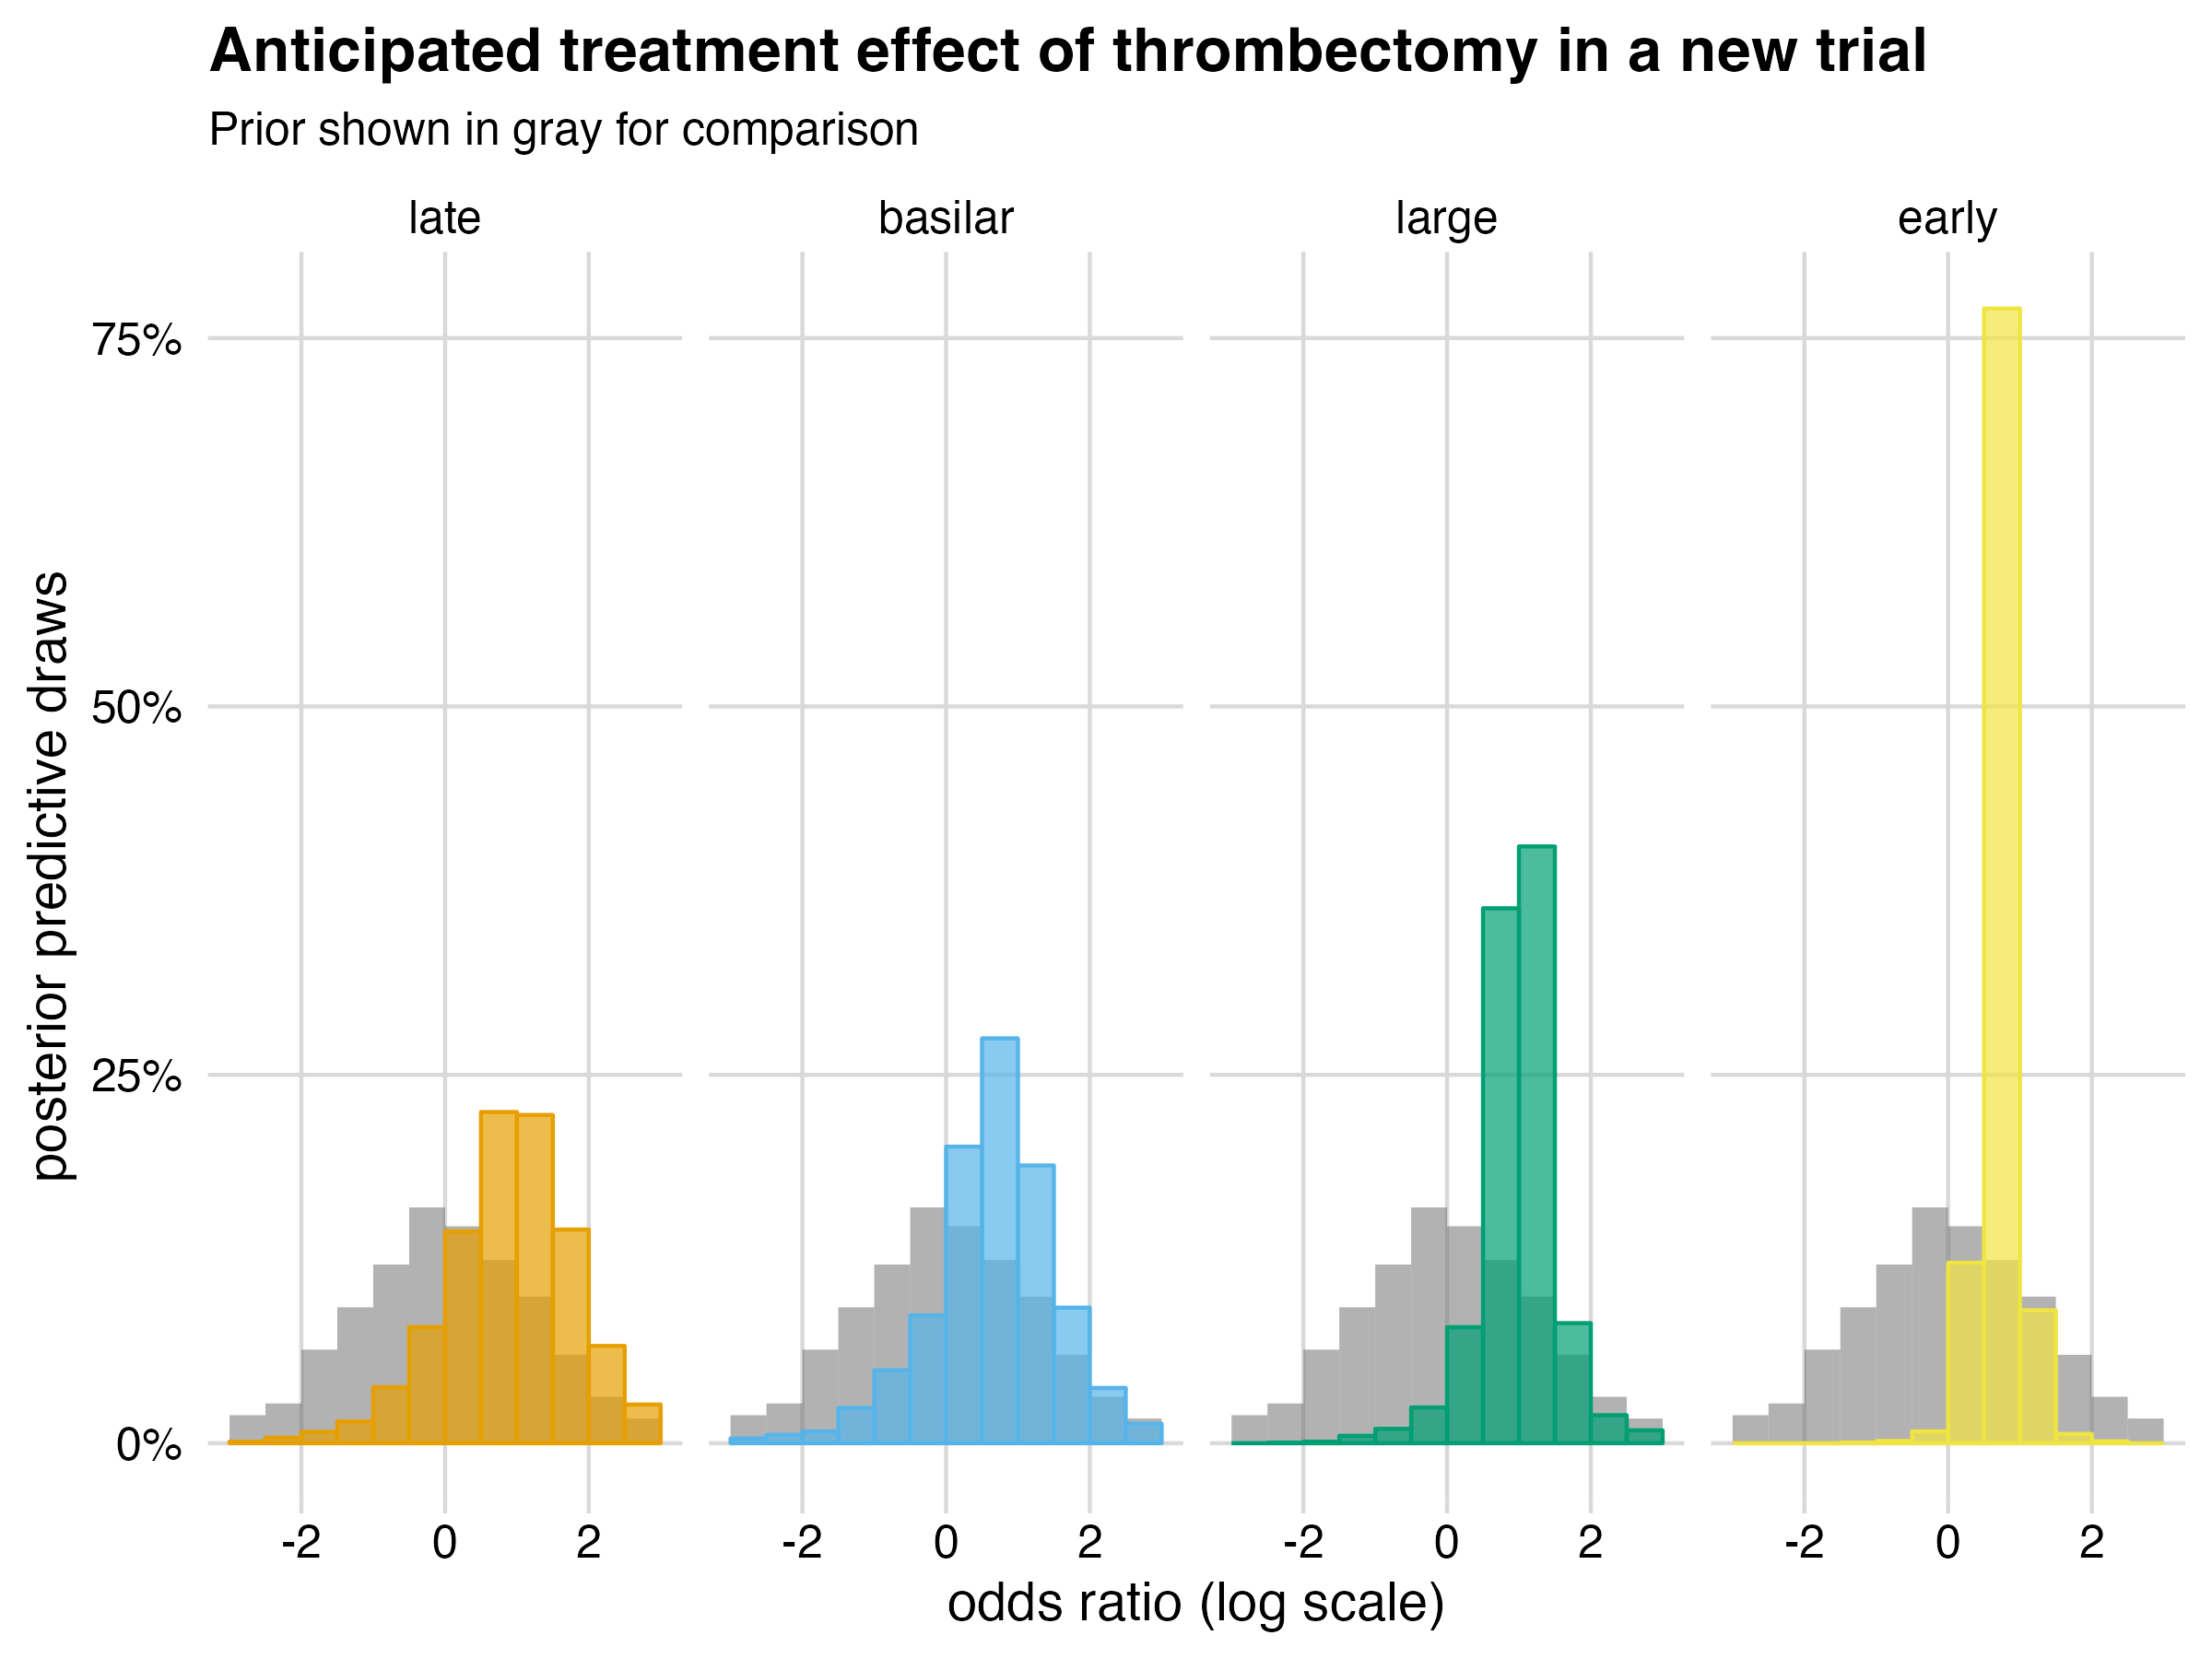 Anticipated treatment effect of thrombectomy in a new trial
Prior shown in gray for comparison
late
basilar
large
early
posterior predictive draws
75%
50%
25%
0%
-2 0 2
-2 0 2
-2 0 2
-2 0 2
odds ratio (log scale)